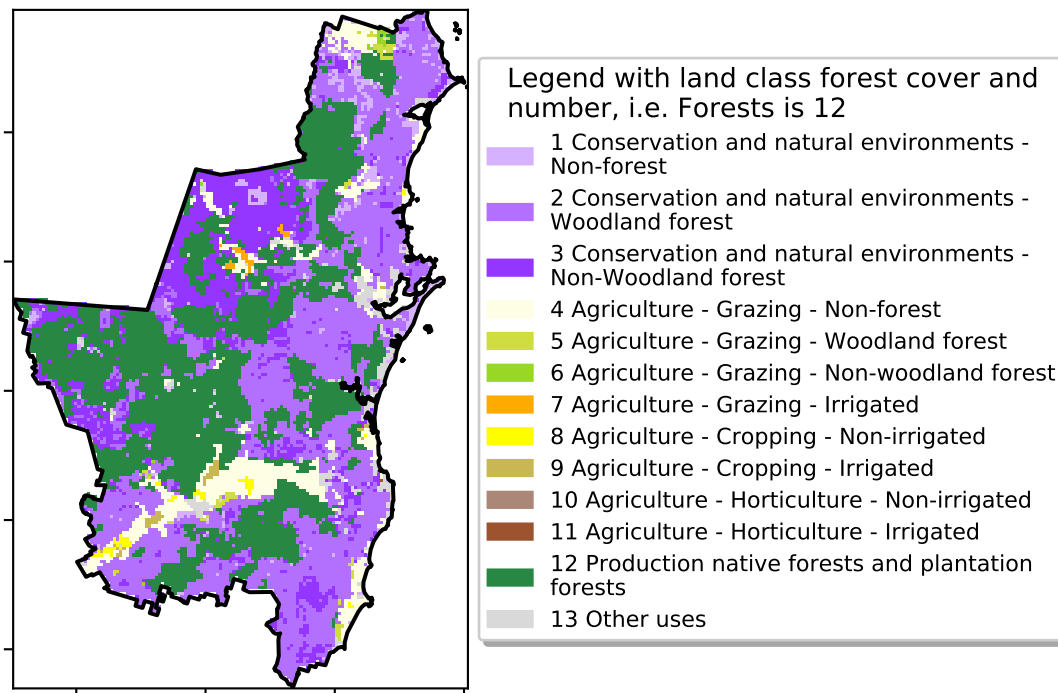 Legend with land class forest cover and
number, i.e. Forests is 12
1 Conservation and natural environments -
Non-forest
2 Conservation and natural environments -
Woodland forest
3 Conservation and natural environments -
Non-Woodland forest
4 Agriculture - Grazing - Non-forest
5 Agriculture - Grazing - Woodland forest
6 Agriculture - Grazing - Non-woodland forest
7 Agriculture - Grazing - Irrigated
8 Agriculture - Cropping - Non-irrigated
9 Agriculture - Cropping - Irrigated
10 Agriculture - Horticulture - Non-irrigated
11 Agriculture - Horticulture - Irrigated
12 Production native forests and plantation
forests
13 Other uses